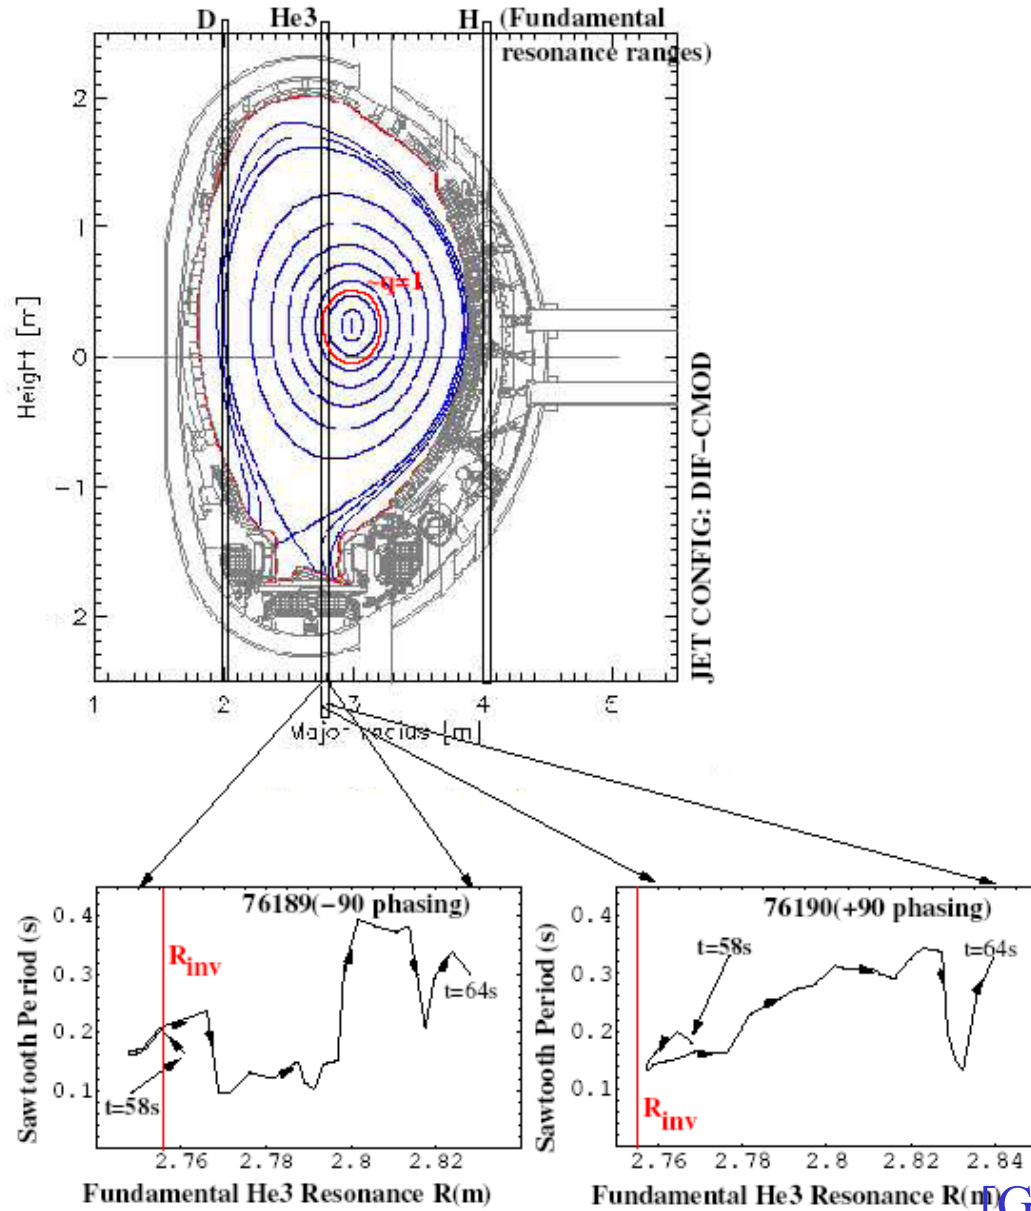 D He3 H (Fundamental
resonance ranges)
2
1
0
−1
2
Height [m]
~q=1
JET CONFIG: DIF−CMOD
1 2 3 4 5
Major radius [m]
76189(−90 phasing)
0.4
0.3
0.2
0.1
Sawtooth Period (s)
Rinv
t=58s
t=64s
2.76 2.78 2.8 2.82
Fundamental He3 Resonance R(m)
76190(+90 phasing)
0.4
0.3
0.2
0.1
Sawtooth Period (s)
t=58s
t=64s
Rinv
2.76 2.78 2.8 2.82 2.84
Fundamental He3 Resonance R(m)
[G